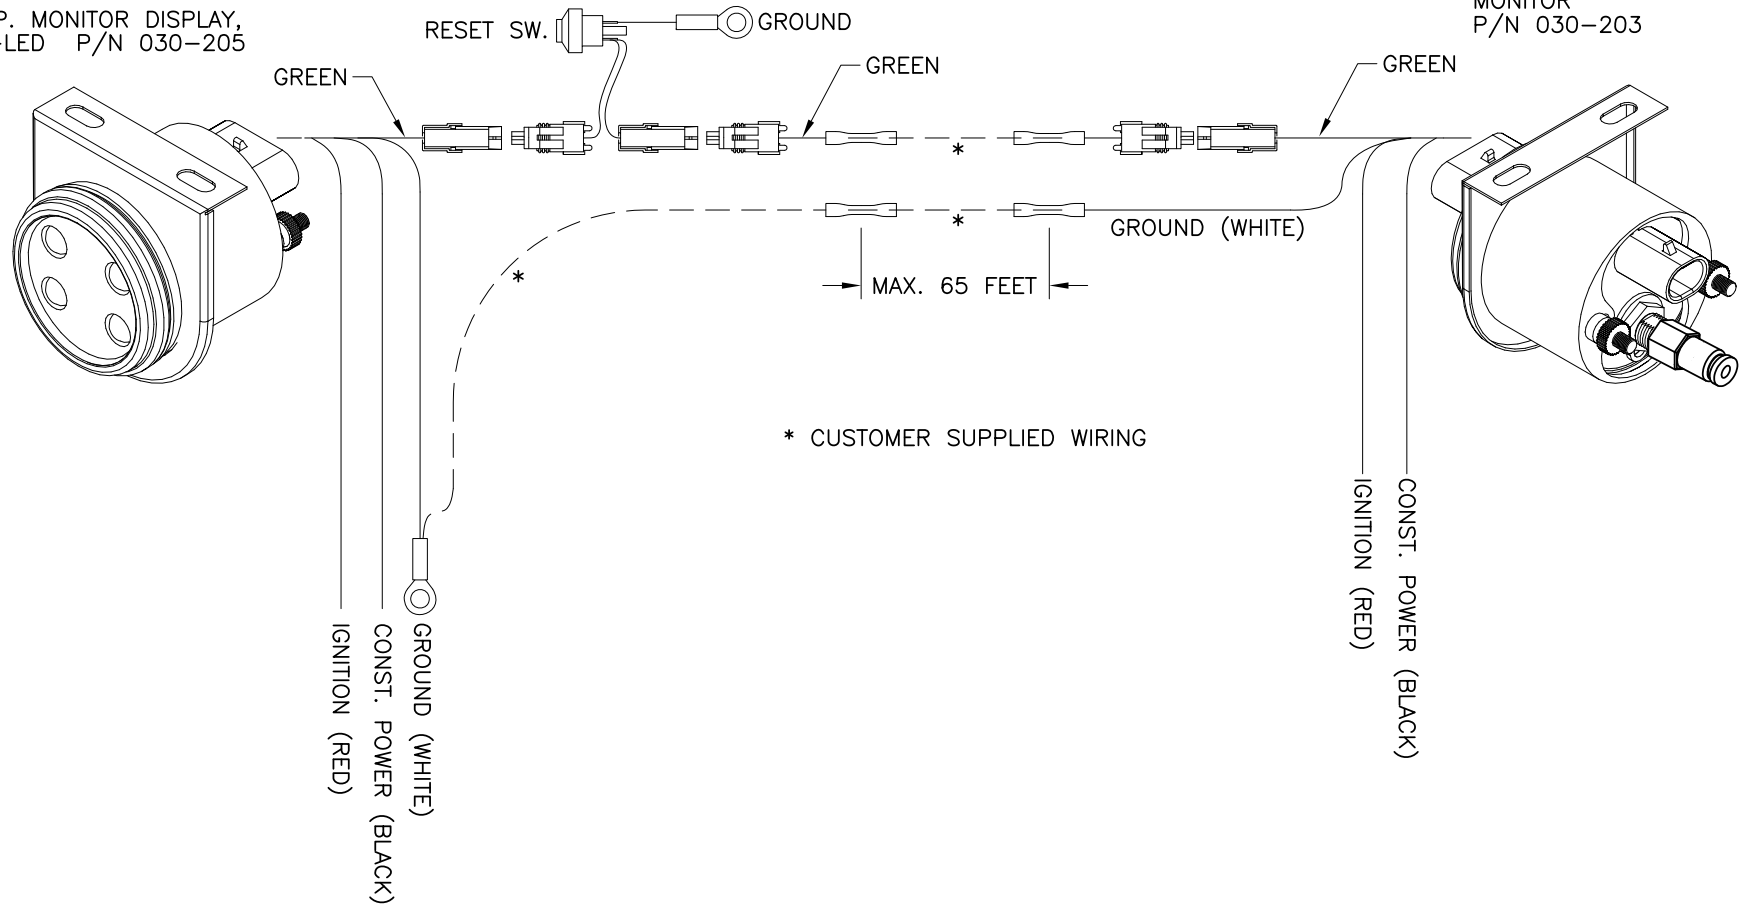 P. MONITOR DISPLAY,
-LED P/N 030-205
RESET SW.
GROUND
MONITOR
P/N 030-203
GREEN
GREEN
GREEN
*
*
GROUND (WHITE)
*
MAX. 65 FEET
* CUSTOMER SUPPLIED WIRING
IGNITION (RED)
CONST. POWER (BLACK)
GROUND (WHITE)
IGNITION (RED)
CONST. POWER (BLACK)